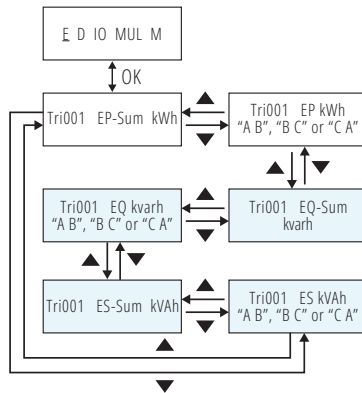 E D IO MUL M
OK
Tri001 EP-Sum kWh
Tri001 EP kWh
“A B”, “B C” or “C A”
Tri001 EQ kvarh
“A B”, “B C” or “C A”
Tri001 EQ-Sum
kvarh
Tri001 ES-Sum kVAh
Tri001 ES kVAh
“A B”, “B C” or “C A”